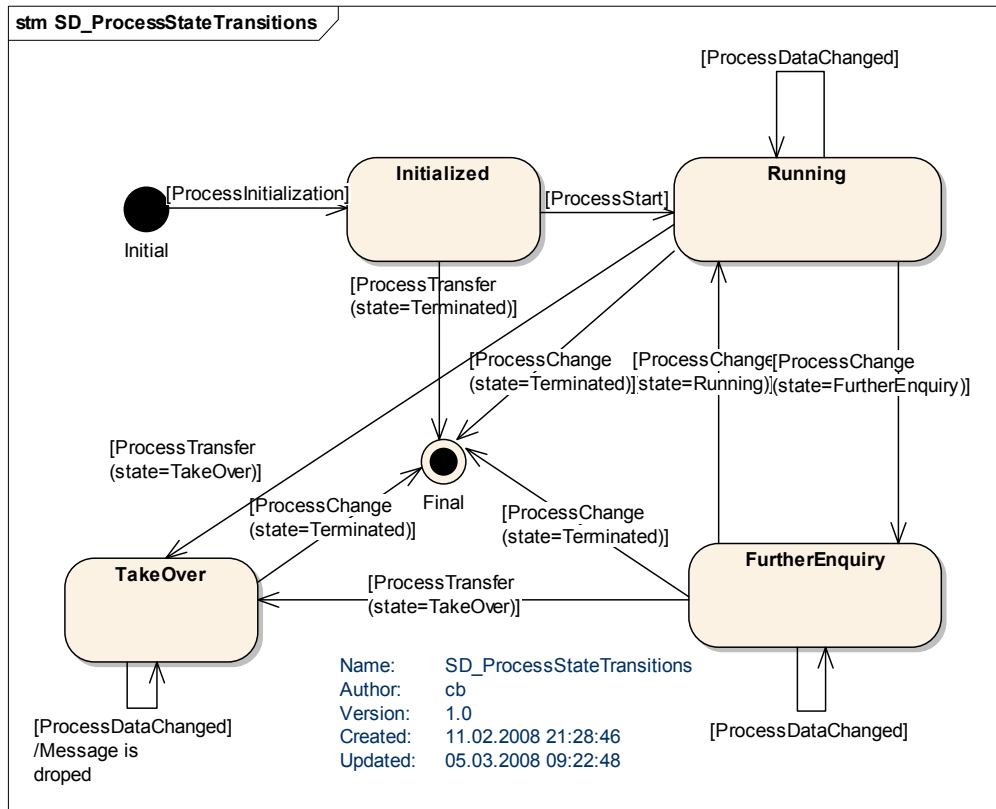 stm SD_ProcessStateTransitions
[ProcessDataChanged]
Initialized
Running
[ProcessInitialization]
[ProcessStart]
Initial
[ProcessTransfer
(state=Terminated)]
[ProcessChange
(state=Terminated)]
[ProcessChange
(state=Running)]
[ProcessChange
(state=FurtherEnquiry)]
[ProcessTransfer
(state=TakeOver)]
Final
[ProcessChange
(state=Terminated)]
[ProcessChange
(state=Terminated)]
TakeOver
FurtherEnquiry
[ProcessTransfer
(state=TakeOver)]
[ProcessDataChanged]
/Message is
droped
Name: SD_ProcessStateTransitions
Author: cb
Version: 1.0
Created: 11.02.2008 21:28:46
Updated: 05.03.2008 09:22:48
[ProcessDataChanged]